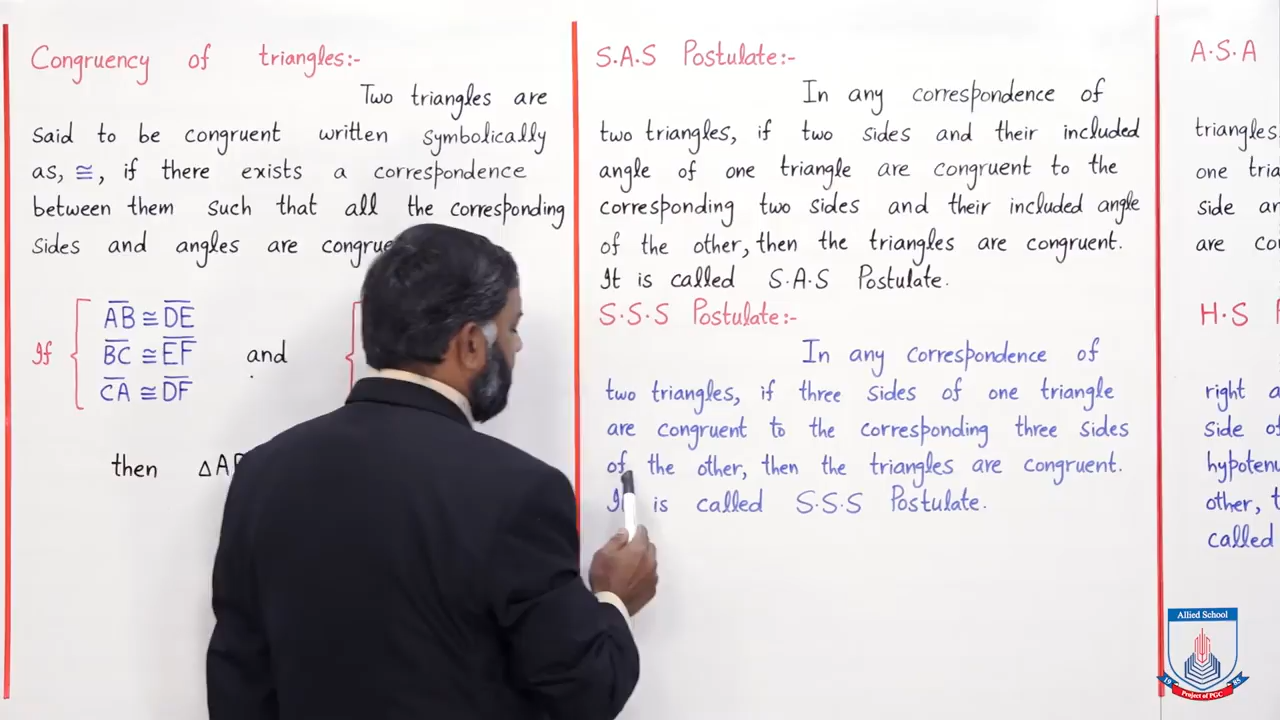 Congruency of triangles:-
Two triangles are
said to be congruent written symbolically
as, ≅, if there exists a correspondence
between them such that all the corresponding
sides and angles are
If
AB ≅ DE
BC ≅ EF
CA ≅ DF
and
then △A
S.A.S Postulate:-
In any correspondence of
two triangles, if two sides and their included
angle of one triangle are congruent to the
corresponding two sides and their included angle
of the other, then the triangles are congruent.
It is called S.A.S Postulate.
S.S.S Postulate:-
In any correspondence of
two triangles, if three sides of one triangle
are congruent to the corresponding three sides
of the other, then the triangles are congruent.
It is called S.S.S Postulate.
A.S.A
triangles
one
side
are
H.S
right
side
other,
called
Allied School
1985
Project of PGC